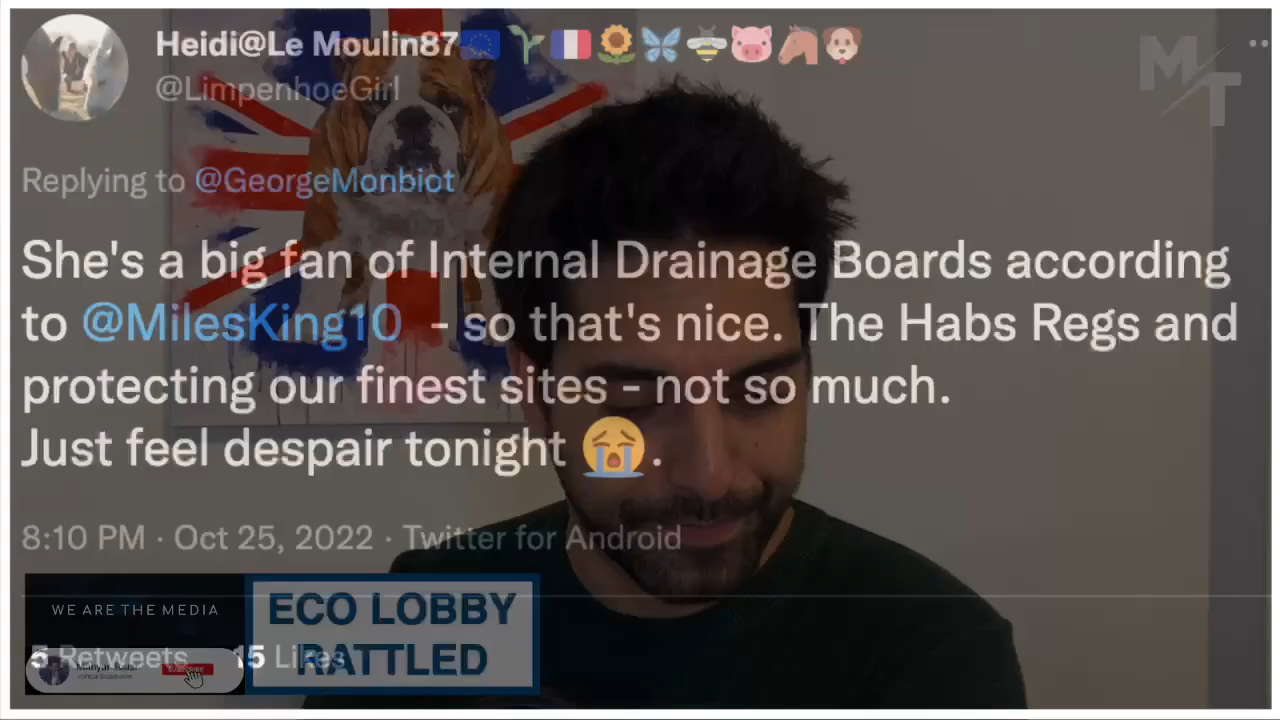 Heidi@Le Moulin87
@LimpenhoeGirl
MT
Replying to @GeorgeMonbiot
She's a big fan of Internal Drainage Boards according
to @MilesKing10 - so that's nice. The Habs Regs and
protecting our finest sites - not so much.
Just feel despair tonight 😭.
8:10 PM · Oct 25, 2022 · Twitter for Android
WE ARE THE MEDIA
ECO LOBBY
RATTLED
5 Retweets 15 Likes
SUBSCRIBE